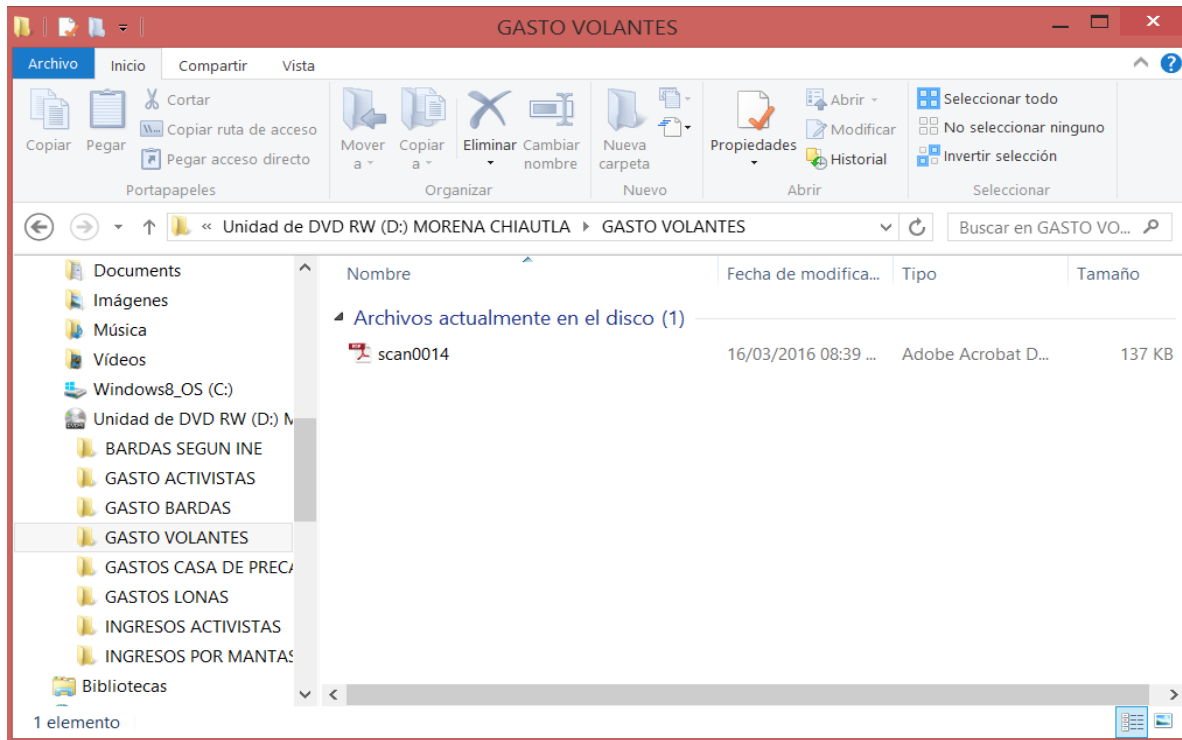 GASTO VOLANTES
Archivo Inicio Compartir Vista
Copiar
Pegar
Cortar
Copiar ruta de acceso
Pegar acceso directo
Portapapeles
Mover a
Copiar a
Eliminar
Cambiar nombre
Organizar
Nueva carpeta
Nuevo
Propiedades
Abrir
Modificar
Historial
Abrir
Seleccionar todo
No seleccionar ninguno
Invertir selección
Seleccionar
« Unidad de DVD RW (D:) MORENA CHIAUTLA GASTO VOLANTES
Buscar en GASTO VO...
Documents
Imágenes
Música
Vídeos
Windows8_OS (C:)
Unidad de DVD RW (D:) M
BARDAS SEGUN INE
GASTO ACTIVISTAS
GASTO BARDAS
GASTO VOLANTES
GASTOS CASA DE PRECA
GASTOS LONAS
INGRESOS ACTIVISTAS
INGRESOS POR MANTAS
Bibliotecas
Nombre Fecha de modifica... Tipo Tamaño
Archivos actualmente en el disco (1)
scan0014 16/03/2016 08:39 ... Adobe Acrobat D... 137 KB
1 elemento